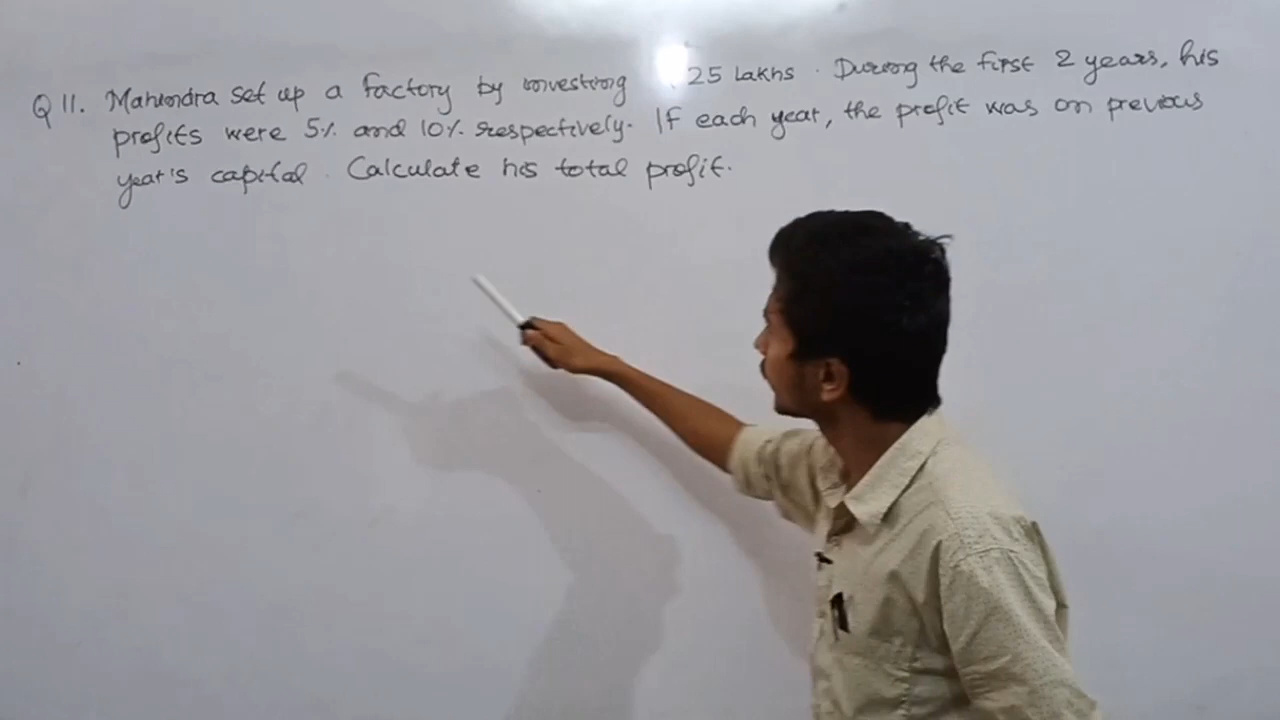 Q 11. Mahindra set up a factory by investing 25 Lakhs. During the first 2 years, his
profits were 5% and 10% respectively. If each year, the profit was on previous
year's capital. Calculate his total profit.